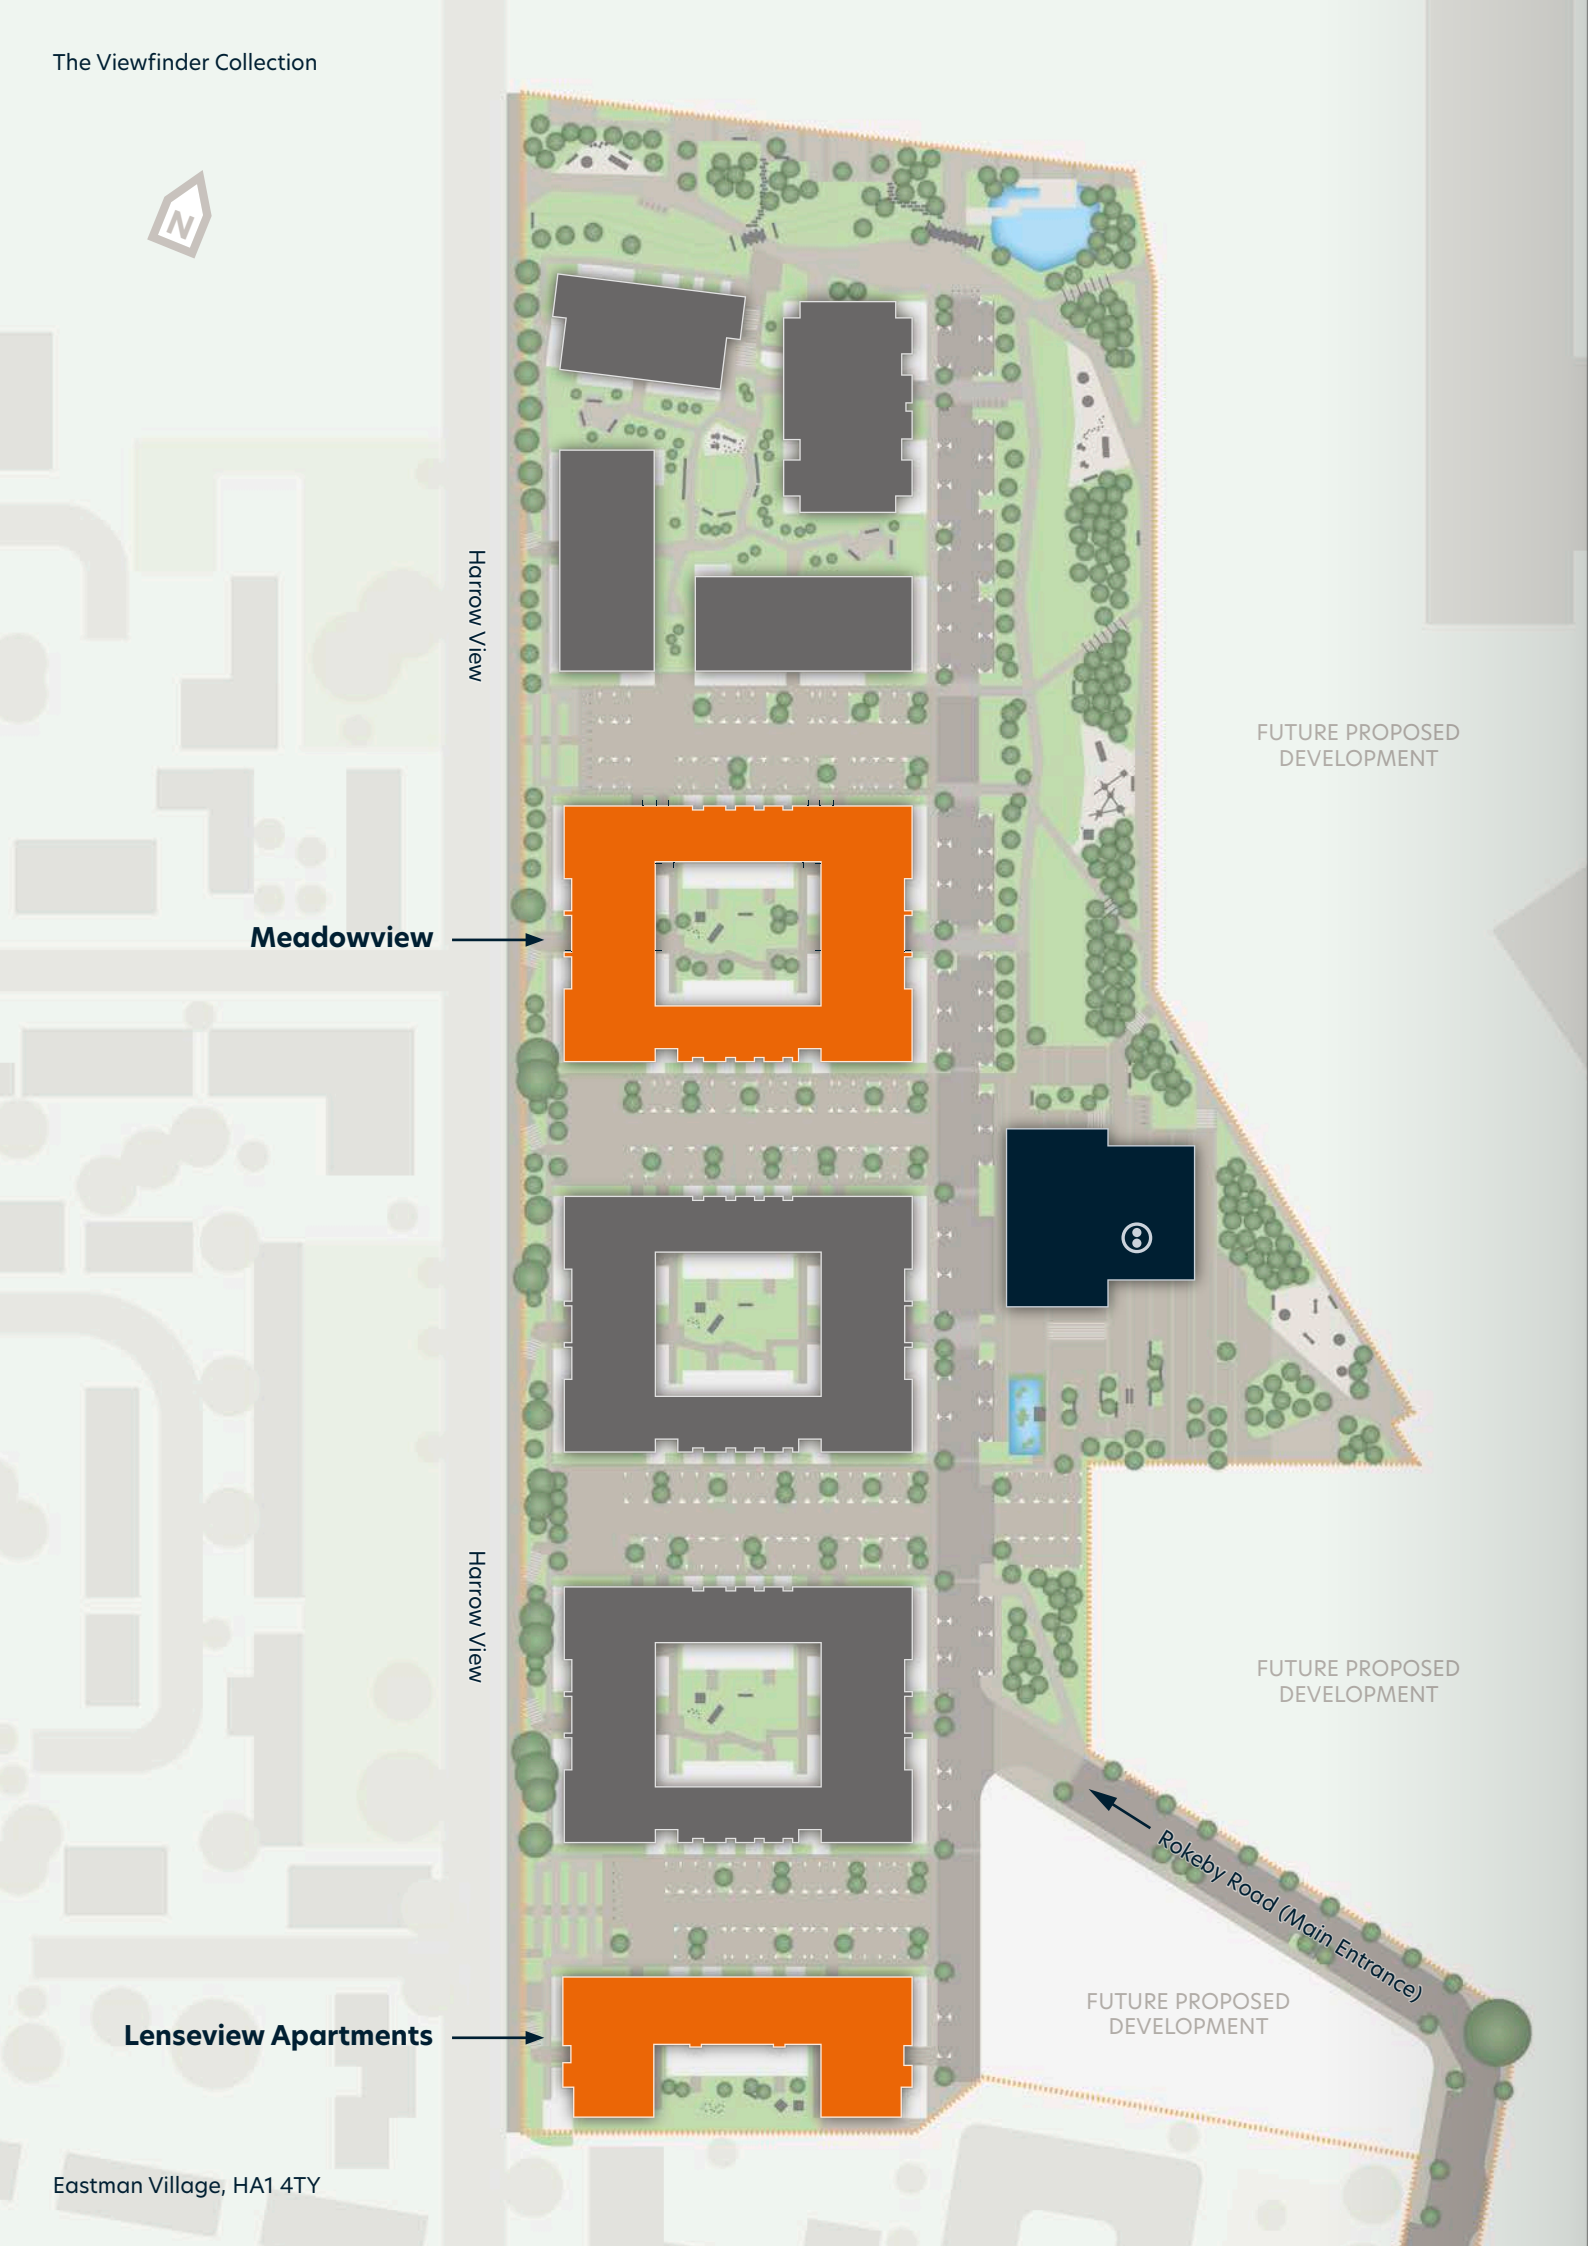 The Viewfinder Collection
N
Harrow View
FUTURE PROPOSED
DEVELOPMENT
Meadowview
Harrow View
FUTURE PROPOSED
DEVELOPMENT
Rokeby Road (Main Entrance)
FUTURE PROPOSED
DEVELOPMENT
Lenseview Apartments
Eastman Village, HA1 4TY